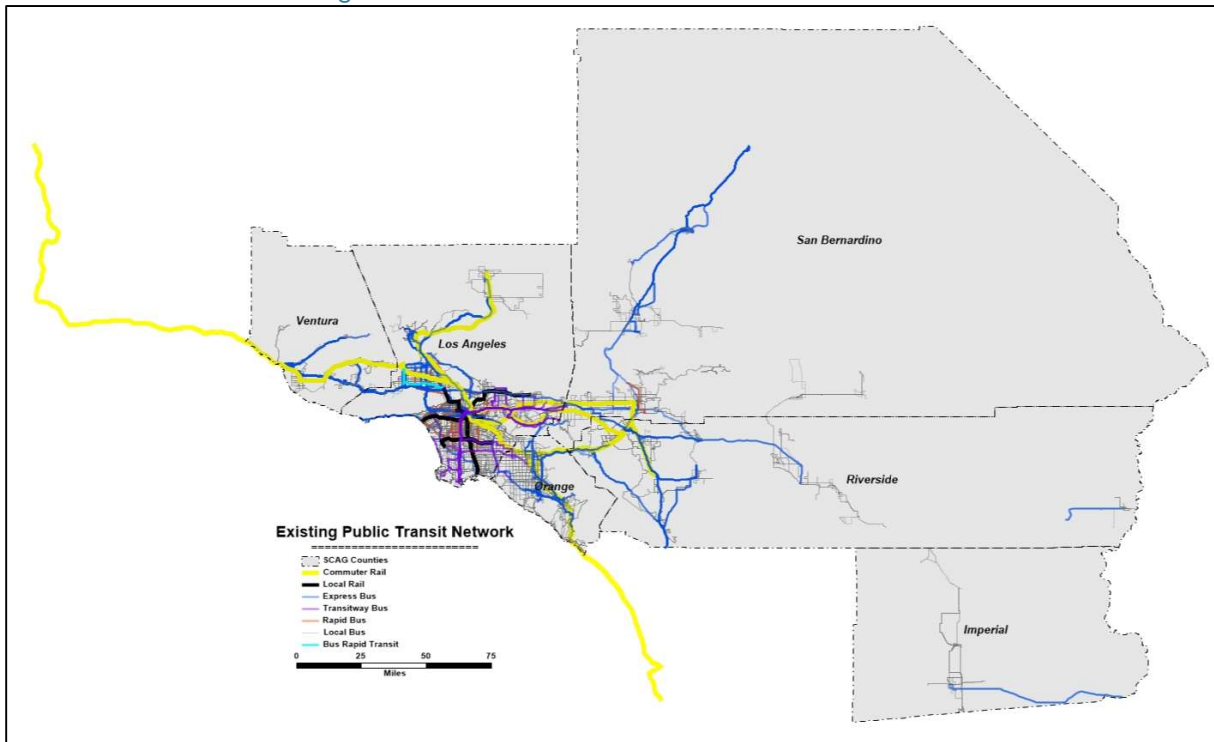 San Bernardino
Ventura
Los Angeles
Riverside
Orange
Imperial
Existing Public Transit Network
========================
SCAG Counties
Commuter Rail
Local Rail
Express Bus
Transitway Bus
Rapid Bus
Local Bus
Bus Rapid Transit
0 25 50 75
Miles